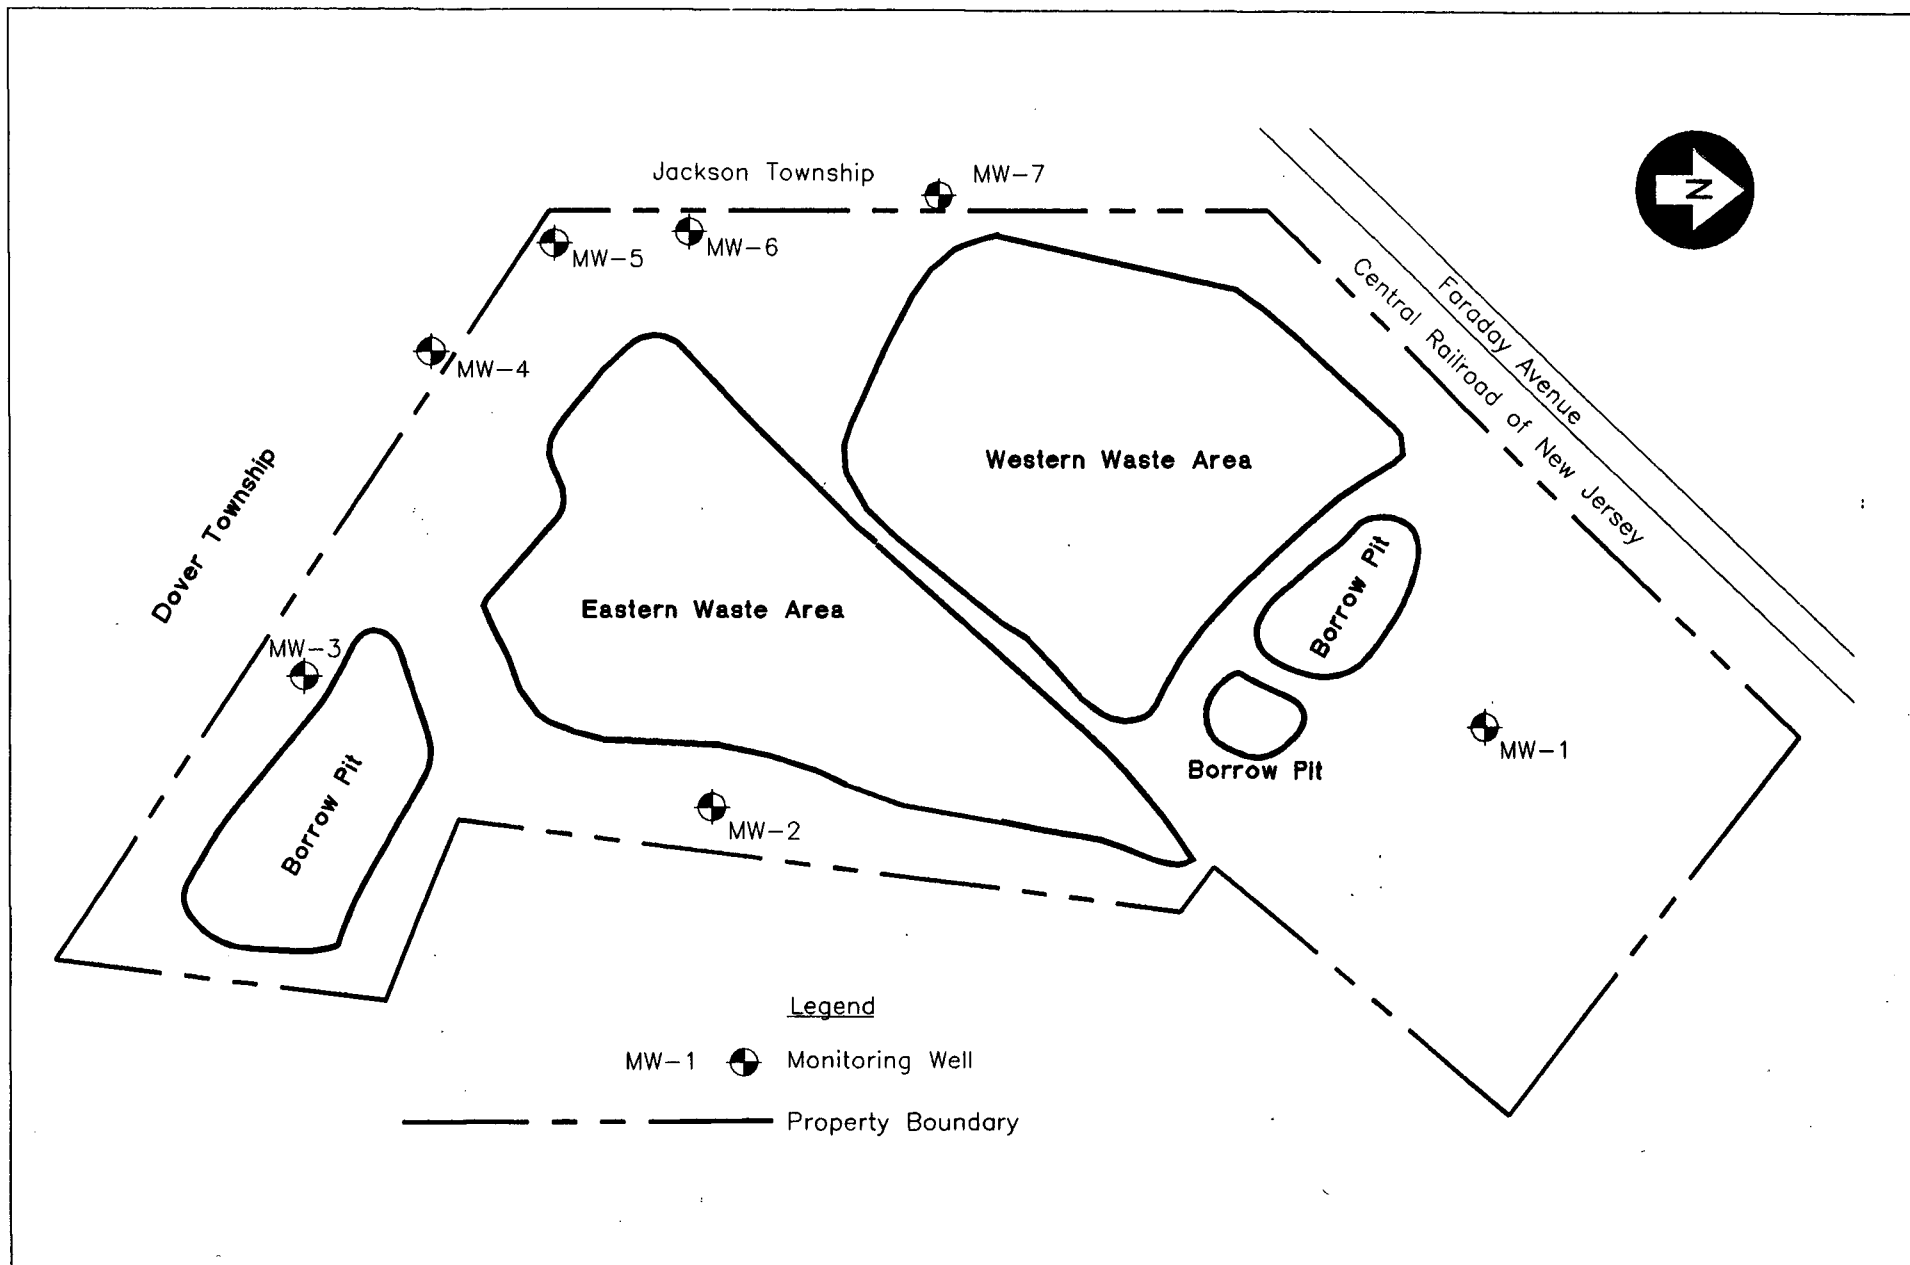 Jackson Township
MW-7
N
MW-5
MW-6
MW-4
Faraday Avenue
Central Railroad of New Jersey
Western Waste Area
Dover Township
Eastern Waste Area
Borrow Pit
MW-3
MW-1
Borrow Pit
Borrow Pit
MW-2
Legend
MW-1 Monitoring Well
Property Boundary